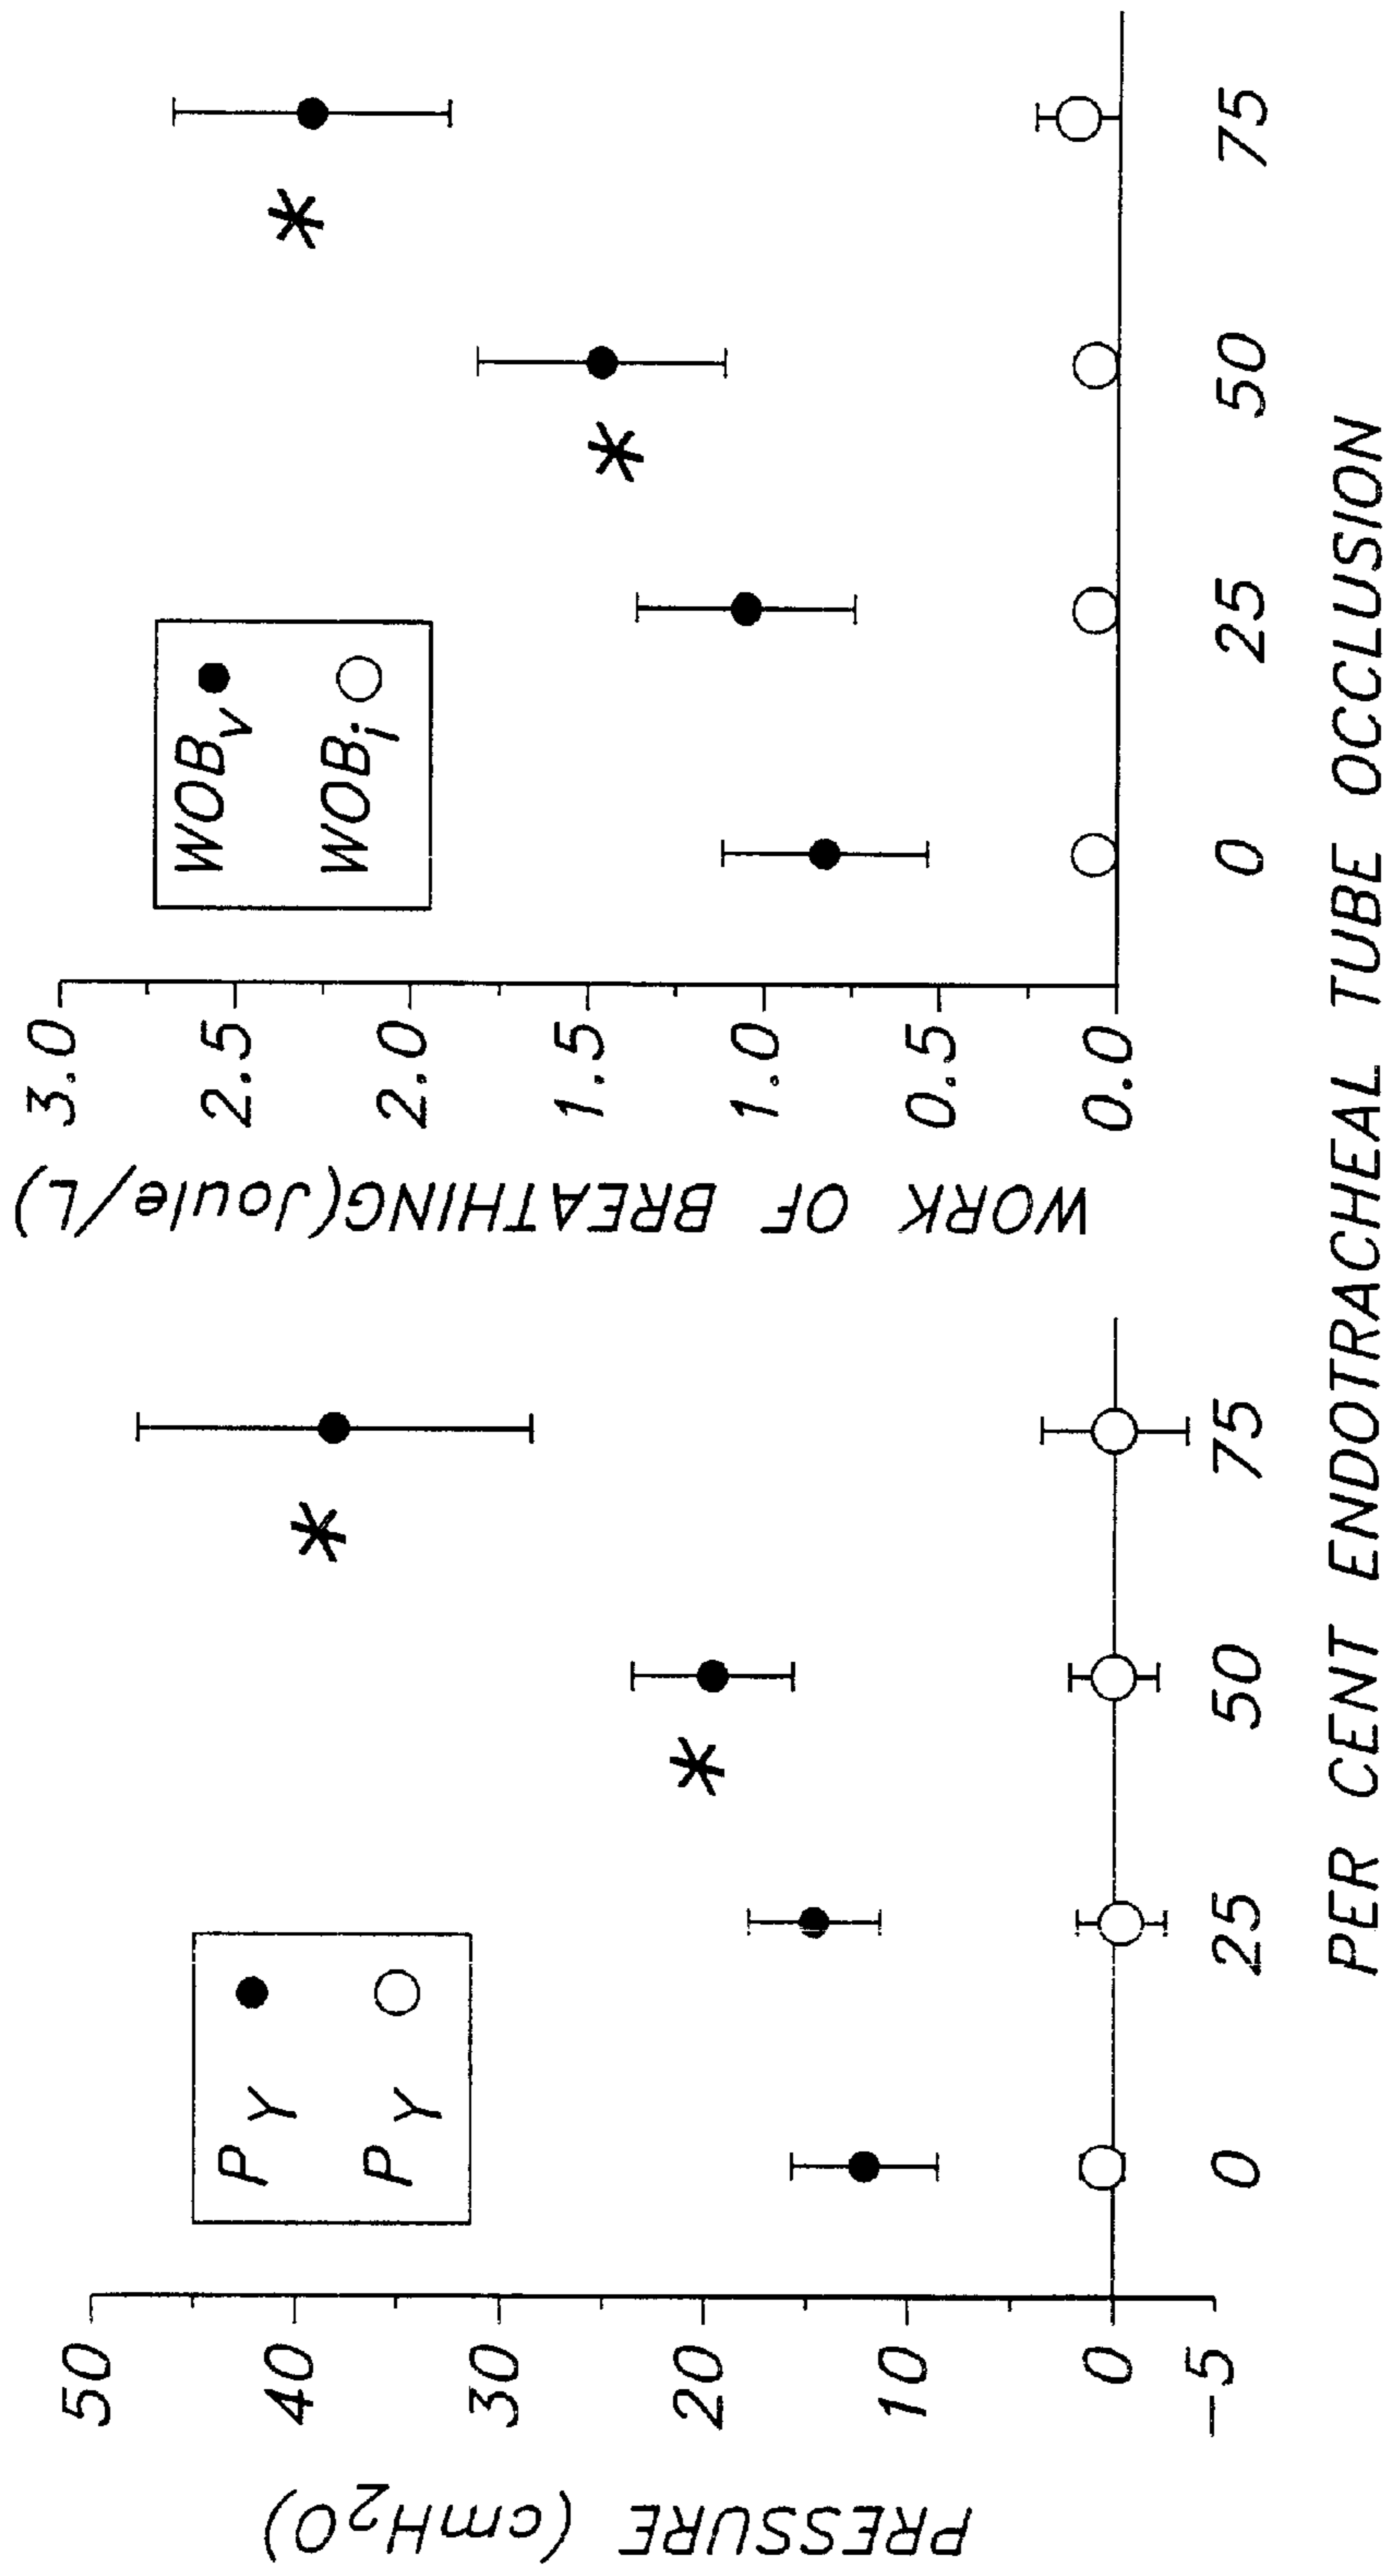 PRESSURE (cmH₂O)
50
40
30
20
10
0
-5
P Y ●
P Y ○
*
*
0 25 50 75
WORK OF BREATHING(Joule/L)
3.0
2.5
2.0
1.5
1.0
0.5
0.0
WOBv ●
WOBi ○
*
*
0 25 50 75
PER CENT ENDOTRACHEAL TUBE OCCLUSION